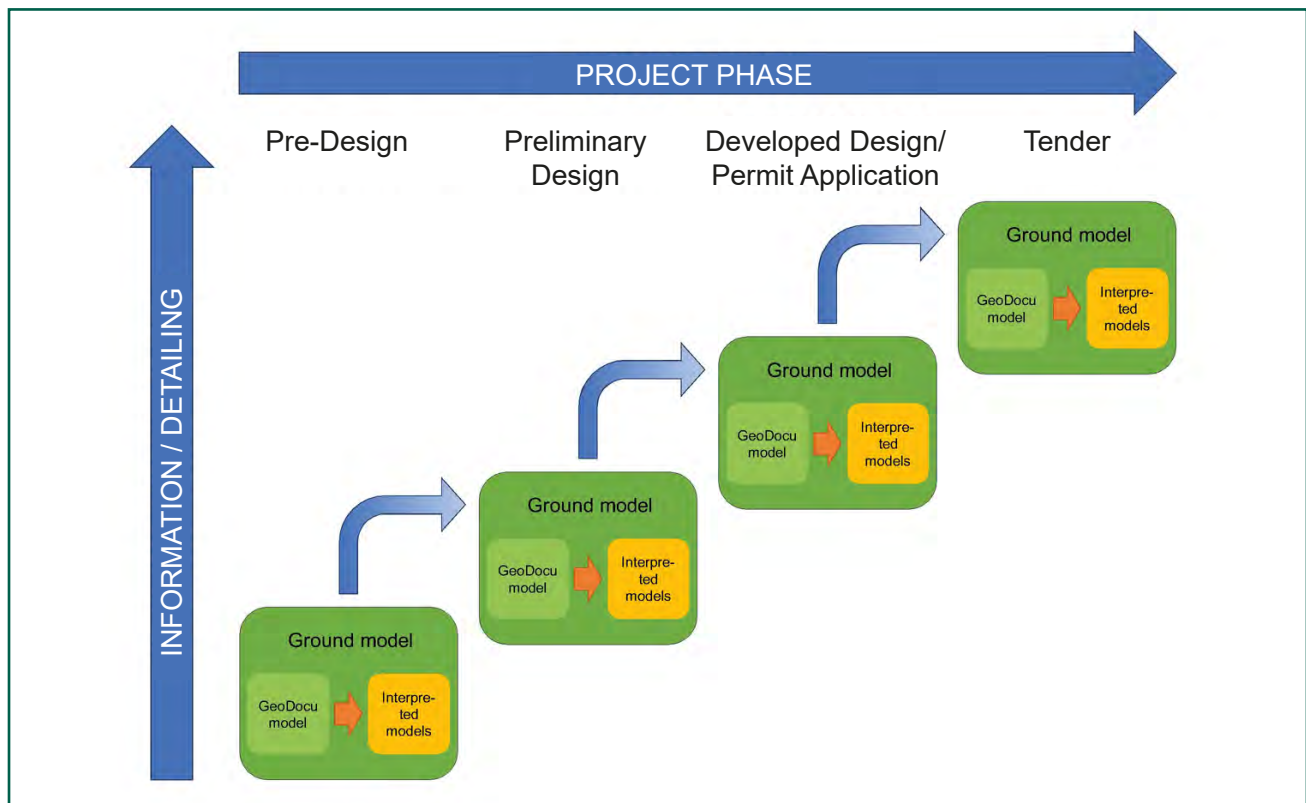 PROJECT PHASE
Pre-Design
Preliminary
Design
Developed Design/
Permit Application
Tender
INFORMATION / DETAILING
Ground model
GeoDocu
model
Interpre-
ted
models
Ground model
GeoDocu
model
Interpre-
ted
models
Ground model
GeoDocu
model
Interpre-
ted
models
Ground model
GeoDocu
model
Interpre-
ted
models